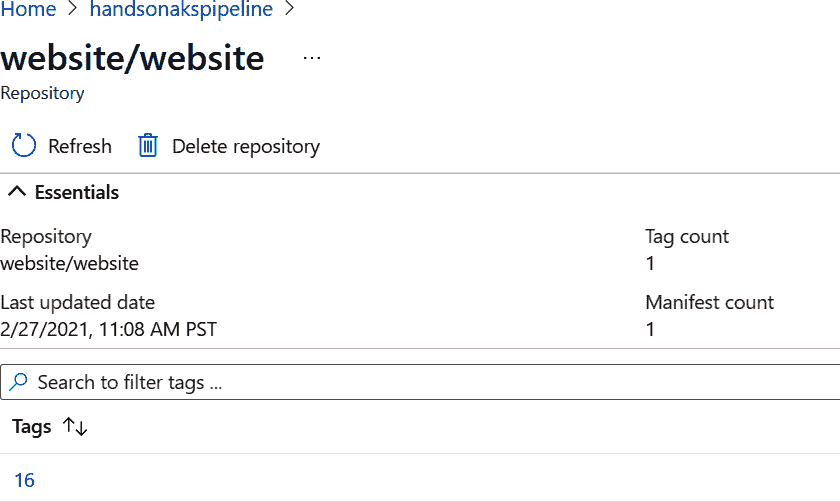 Home > handsonakspipeline >
website/website ...
Repository
Refresh Delete repository
Essentials
Repository Tag count
website/website 1
Last updated date Manifest count
2/27/2021, 11:08 AM PST 1
Search to filter tags ...
Tags ↑↓
16